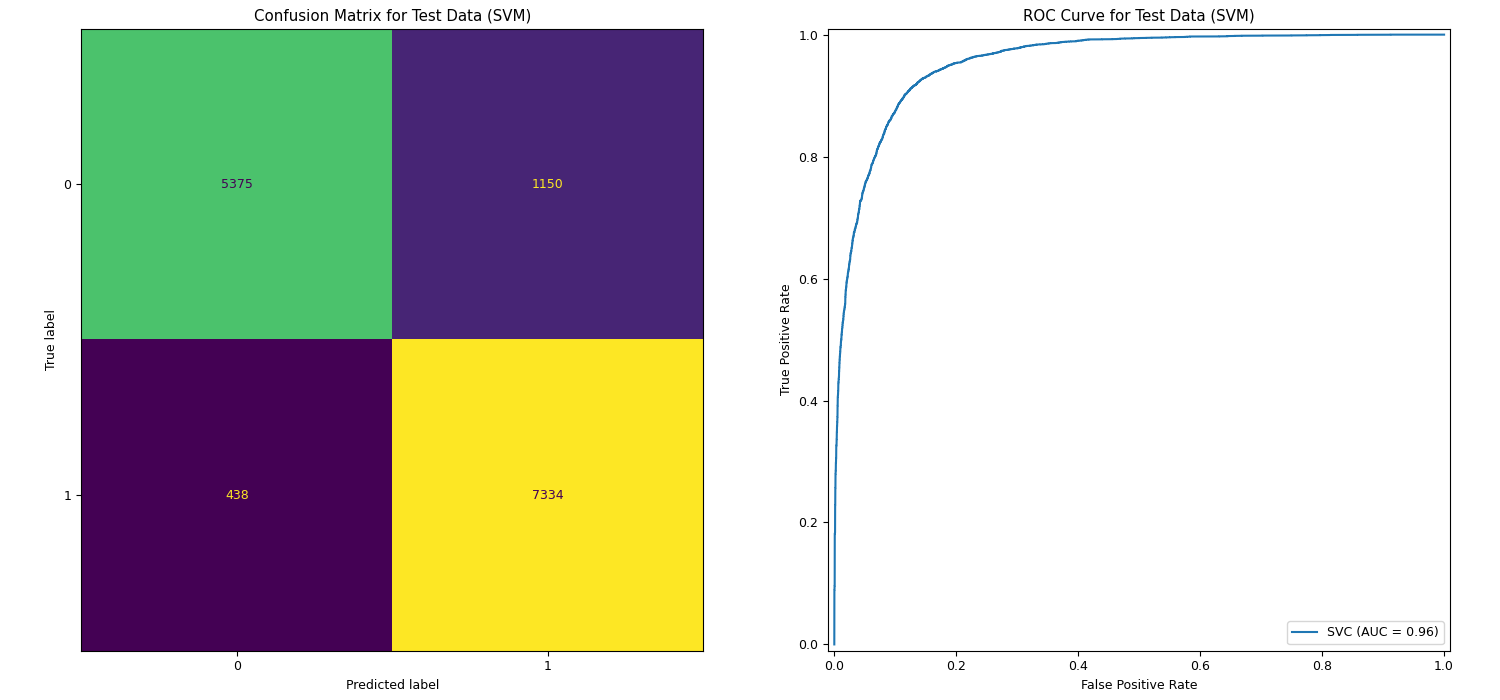 Confusion Matrix for Test Data (SVM)
0
5375
1150
True label
1
438
7334
0
1
Predicted label
ROC Curve for Test Data (SVM)
1.0
0.8
0.6
True Positive Rate
0.4
0.2
0.0
SVC (AUC = 0.96)
0.0
0.2
0.4
0.6
0.8
1.0
False Positive Rate